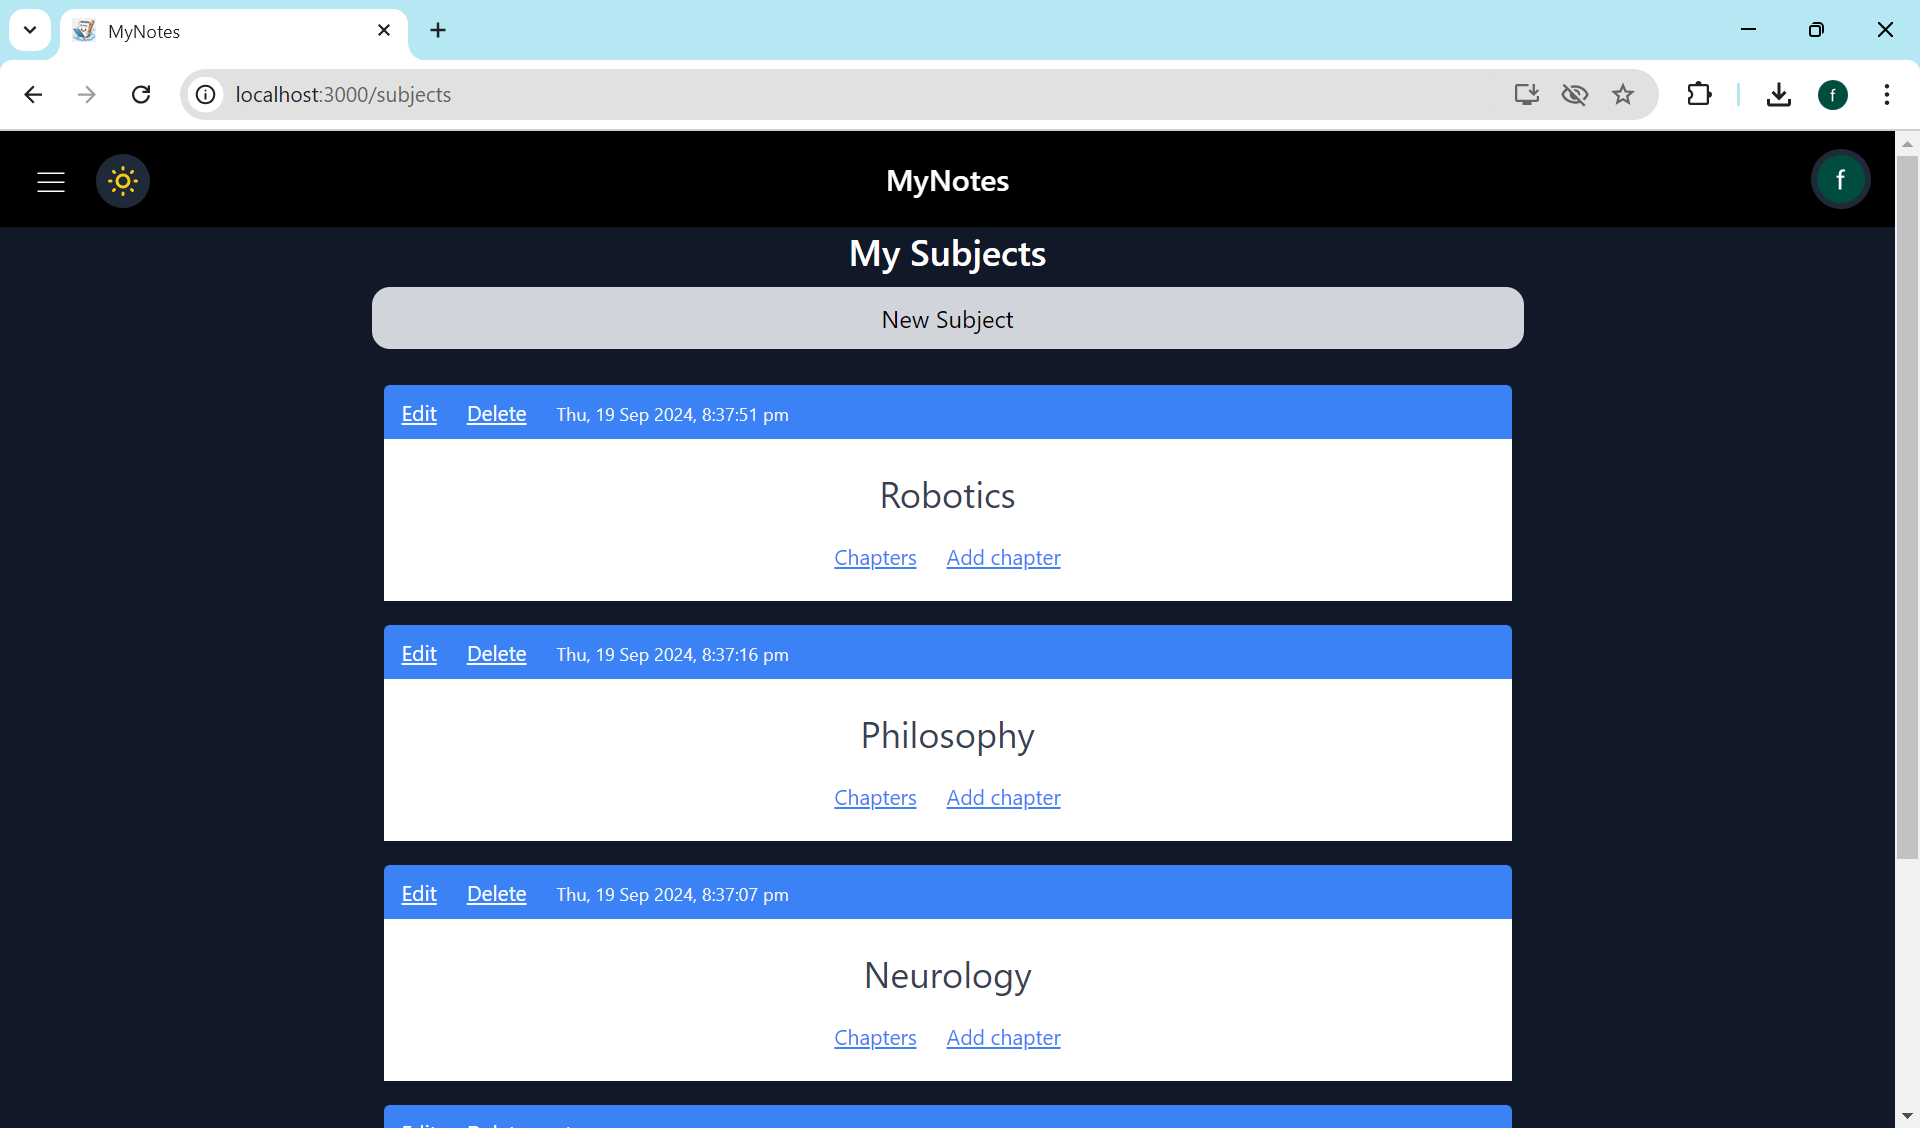 MyNotes
localhost:3000/subjects
f
MyNotes
f
My Subjects
New Subject
Edit Delete Thu, 19 Sep 2024, 8:37:51 pm
Robotics
Chapters Add chapter
Edit Delete Thu, 19 Sep 2024, 8:37:16 pm
Philosophy
Chapters Add chapter
Edit Delete Thu, 19 Sep 2024, 8:37:07 pm
Neurology
Chapters Add chapter